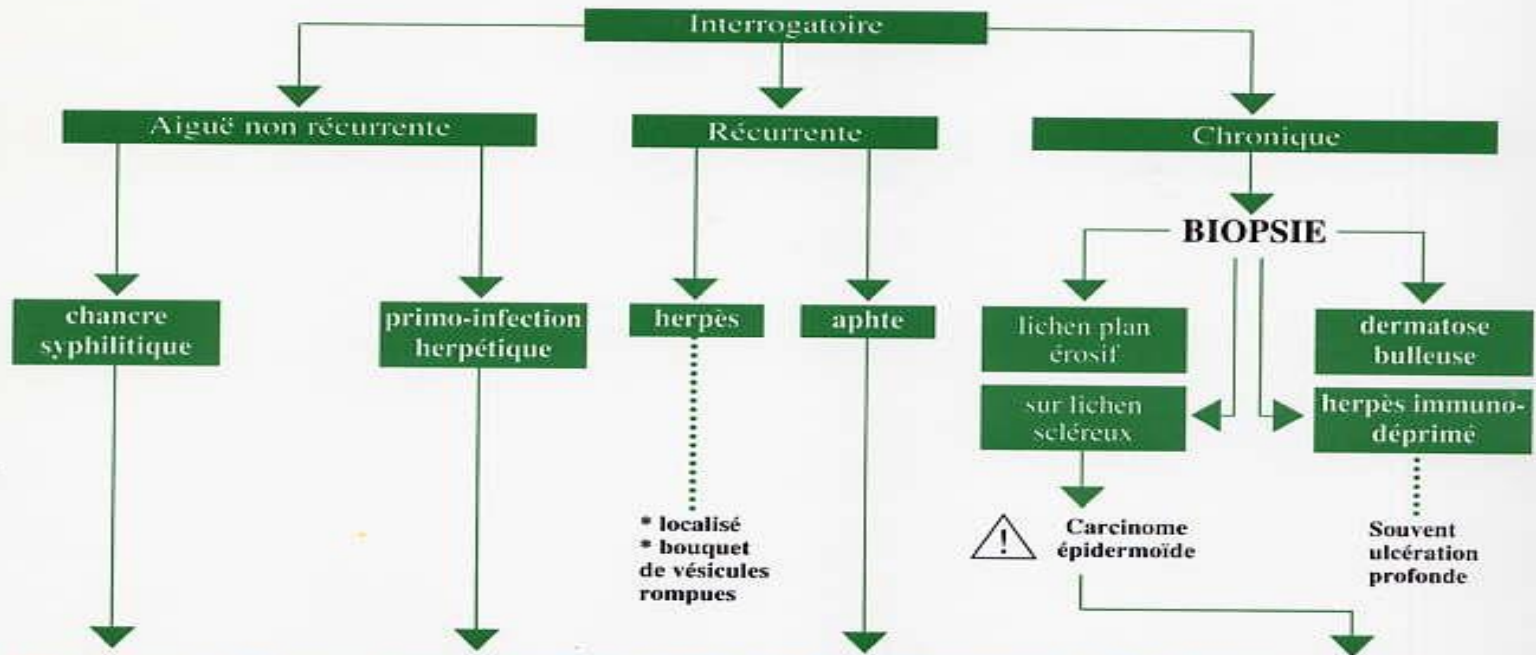 Interrogatoire
Aiguë non récurrente
Récurrente
Chronique
BIOPSIE
chancre
syphilitique
primo-infection
herpétique
herpès
aphte
lichen plan
érosif
dermatose
bulleuse
sur lichen
scléreux
herpès immuno-
déprimé
* localisé
* bouquet
de vésicules
rompues
!
Carcinome
épidermoïde
Souvent
ulcération
profonde